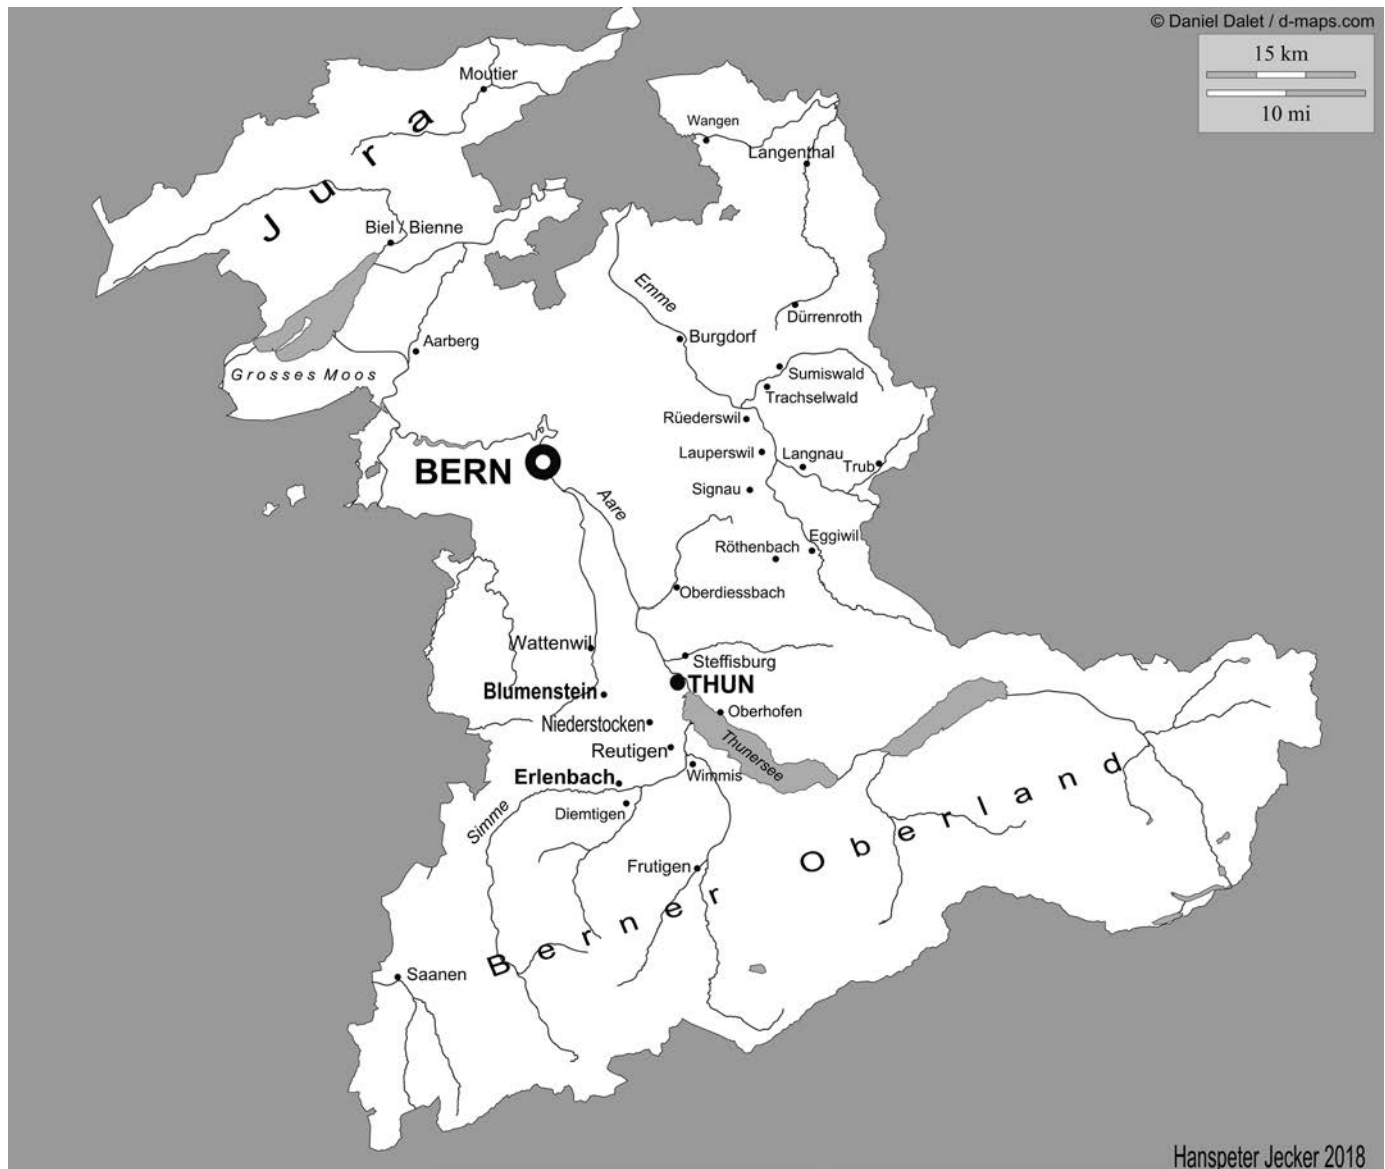 © Daniel Dalet / d-maps.com
15 km
10 mi
Moutier
Jura
Wangen
Langenthal
Biel / Bienne
Emme
Dürrenroth
Burgdorf
Aarberg
Grosses Moos
Sumiswald
Trachselwald
Rüederswil
Lauperswil
Langnau
Trub
BERN
Signau
Aare
Eggiwil
Röthenbach
Oberdiessbach
Wattenwil
Steffisburg
THUN
Blumenstein
Oberhofen
Niederstocken
Thunersee
Reutigen
Wimmis
Erlenbach
Simme
Diemtigen
Frutigen
Berner Oberland
Saanen
Hanspeter Jecker 2018